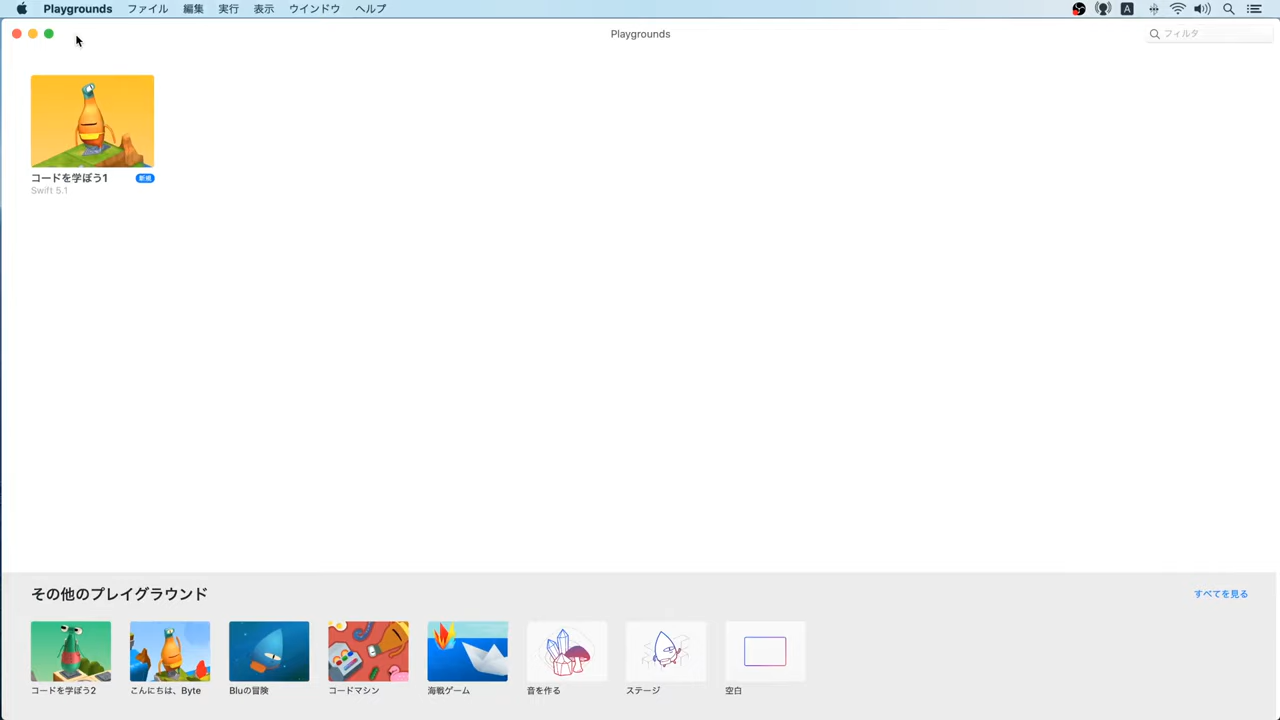 Playgrounds ファイル 編集 実行 表示 ウインドウ ヘルプ A
Playgrounds
フィルタ
コードを学ぼう1 新規
Swift 5.1
その他のプレイグラウンド
すべてを見る
コードを学ぼう2 こんにちは、Byte Bluの冒険 コードマシン 海戦ゲーム 音を作る ステージ 空白